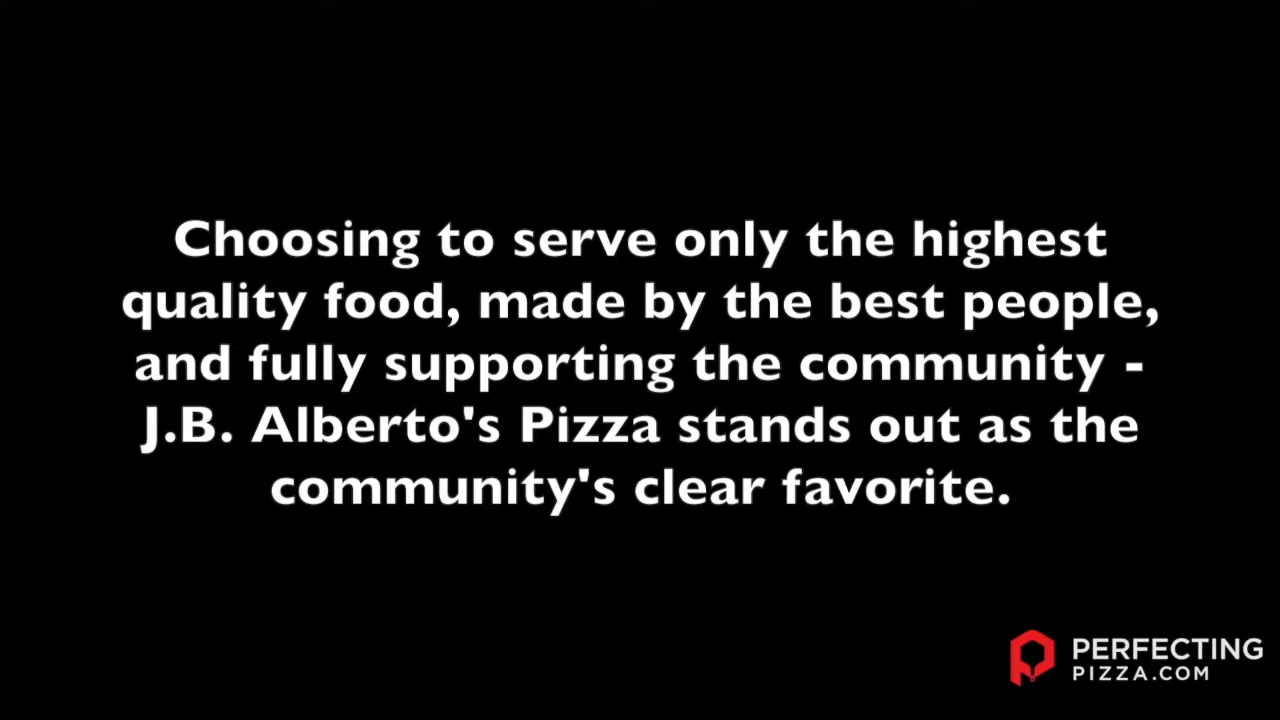 Choosing to serve only the highest
quality food, made by the best people,
and fully supporting the community -
J.B. Alberto's Pizza stands out as the
community's clear favorite.
PERFECTING
PIZZA.COM